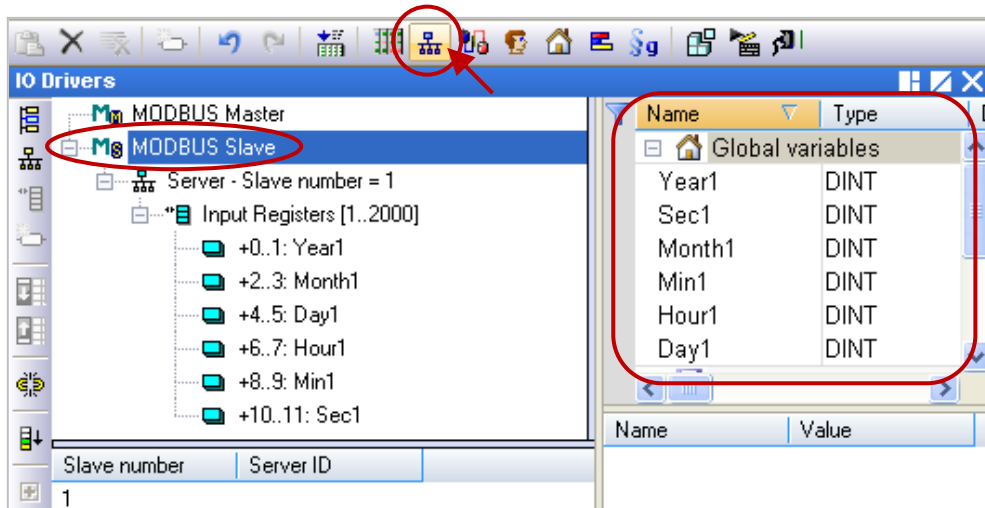 §g
IO Drivers
MODBUS Master
MODBUS Slave
Server - Slave number = 1
Input Registers [1..2000]
+0..1: Year1
+2..3: Month1
+4..5: Day1
+6..7: Hour1
+8..9: Min1
+10..11: Sec1
Slave number Server ID
1
Name Type
Global variables
Year1 DINT
Sec1 DINT
Month1 DINT
Min1 DINT
Hour1 DINT
Day1 DINT
Name Value